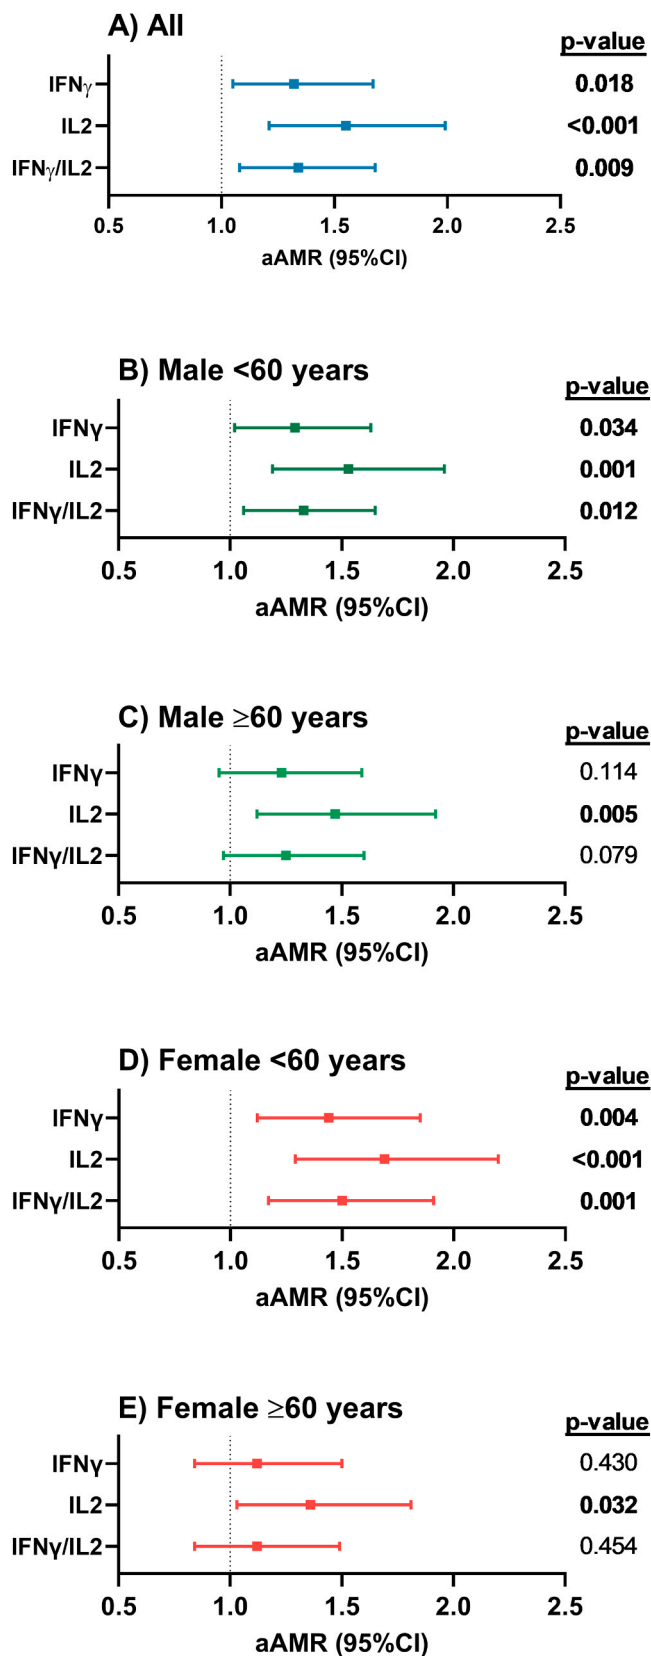 A) All
p-value
IFNγ 0.018
IL2 <0.001
IFNγ/IL2 0.009
0.5 1.0 1.5 2.0 2.5
aAMR (95%CI)
B) Male <60 years
p-value
IFNγ 0.034
IL2 0.001
IFNγ/IL2 0.012
0.5 1.0 1.5 2.0 2.5
aAMR (95%CI)
C) Male ≥60 years
p-value
IFNγ 0.114
IL2 0.005
IFNγ/IL2 0.079
0.5 1.0 1.5 2.0 2.5
aAMR (95%CI)
D) Female <60 years
p-value
IFNγ 0.004
IL2 <0.001
IFNγ/IL2 0.001
0.5 1.0 1.5 2.0 2.5
aAMR (95%CI)
E) Female ≥60 years
p-value
IFNγ 0.430
IL2 0.032
IFNγ/IL2 0.454
0.5 1.0 1.5 2.0 2.5
aAMR (95%CI)